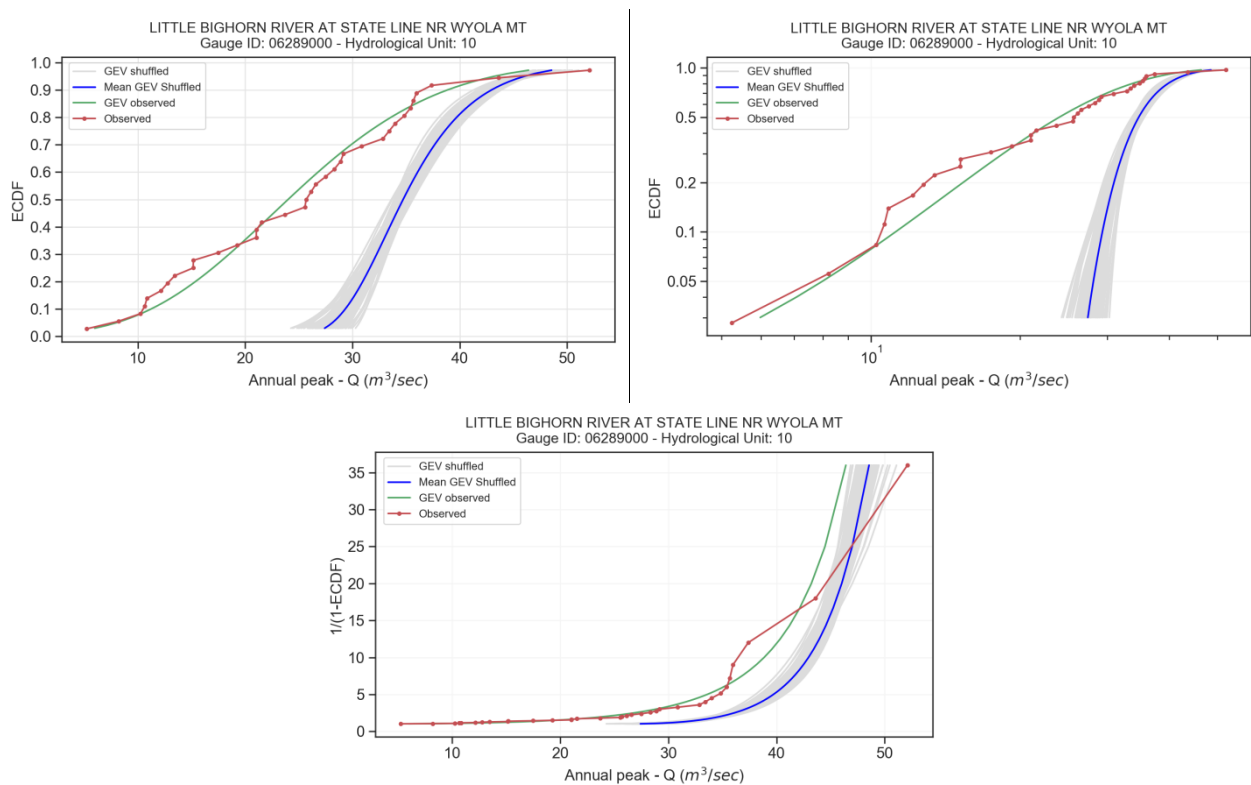 LITTLE BIGHORN RIVER AT STATE LINE NR WYOLA MT
Gauge ID: 06289000 - Hydrological Unit: 10
GEV shuffled
Mean GEV Shuffled
GEV observed
Observed
ECDF
1.0
0.9
0.8
0.7
0.6
0.5
0.4
0.3
0.2
0.1
0.0
10
20
30
40
50
Annual peak - Q (m³/sec)
LITTLE BIGHORN RIVER AT STATE LINE NR WYOLA MT
Gauge ID: 06289000 - Hydrological Unit: 10
GEV shuffled
Mean GEV Shuffled
GEV observed
Observed
ECDF
1.0
0.5
0.2
0.1
0.05
10¹
Annual peak - Q (m³/sec)
LITTLE BIGHORN RIVER AT STATE LINE NR WYOLA MT
Gauge ID: 06289000 - Hydrological Unit: 10
GEV shuffled
Mean GEV Shuffled
GEV observed
Observed
1/(1-ECDF)
35
30
25
20
15
10
5
0
10
20
30
40
50
Annual peak - Q (m³/sec)